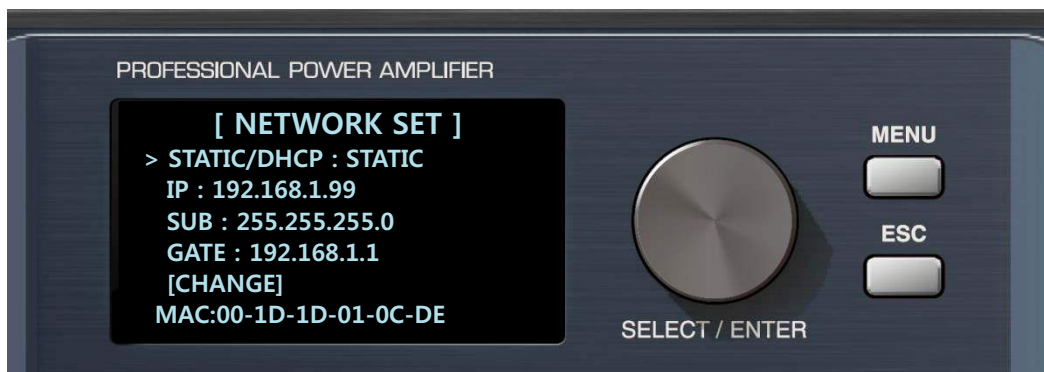 PROFESSIONAL POWER AMPLIFIER
[ NETWORK SET ]
> STATIC/DHCP : STATIC
IP : 192.168.1.99
SUB : 255.255.255.0
GATE : 192.168.1.1
[CHANGE]
MAC:00-1D-1D-01-0C-DE
MENU
ESC
SELECT / ENTER